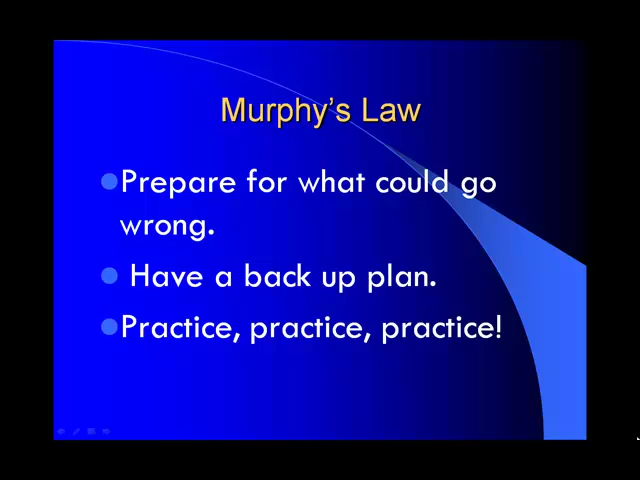 Murphy's Law
Prepare for what could go
wrong.
Have a back up plan.
Practice, practice, practice!